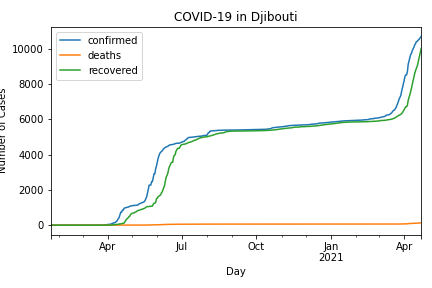 COVID-19 in Djibouti
confirmed
deaths
recovered
10000
8000
6000
4000
2000
0
Number of Cases
Apr
Jul
Oct
Jan
2021
Apr
Day